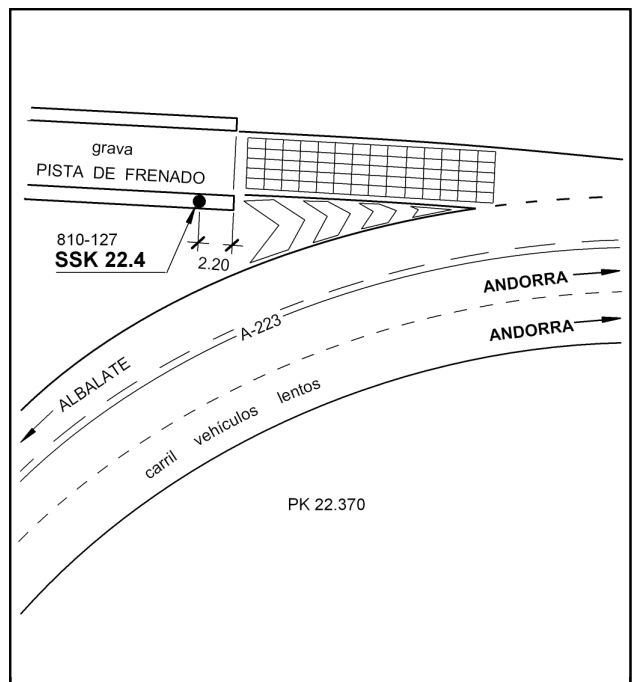 grava
PISTA DE FRENADO
810-127
SSK 22.4
2.20
ANDORRA
A-223
ANDORRA
ALBALATE
carril vehículos lentos
PK 22.370